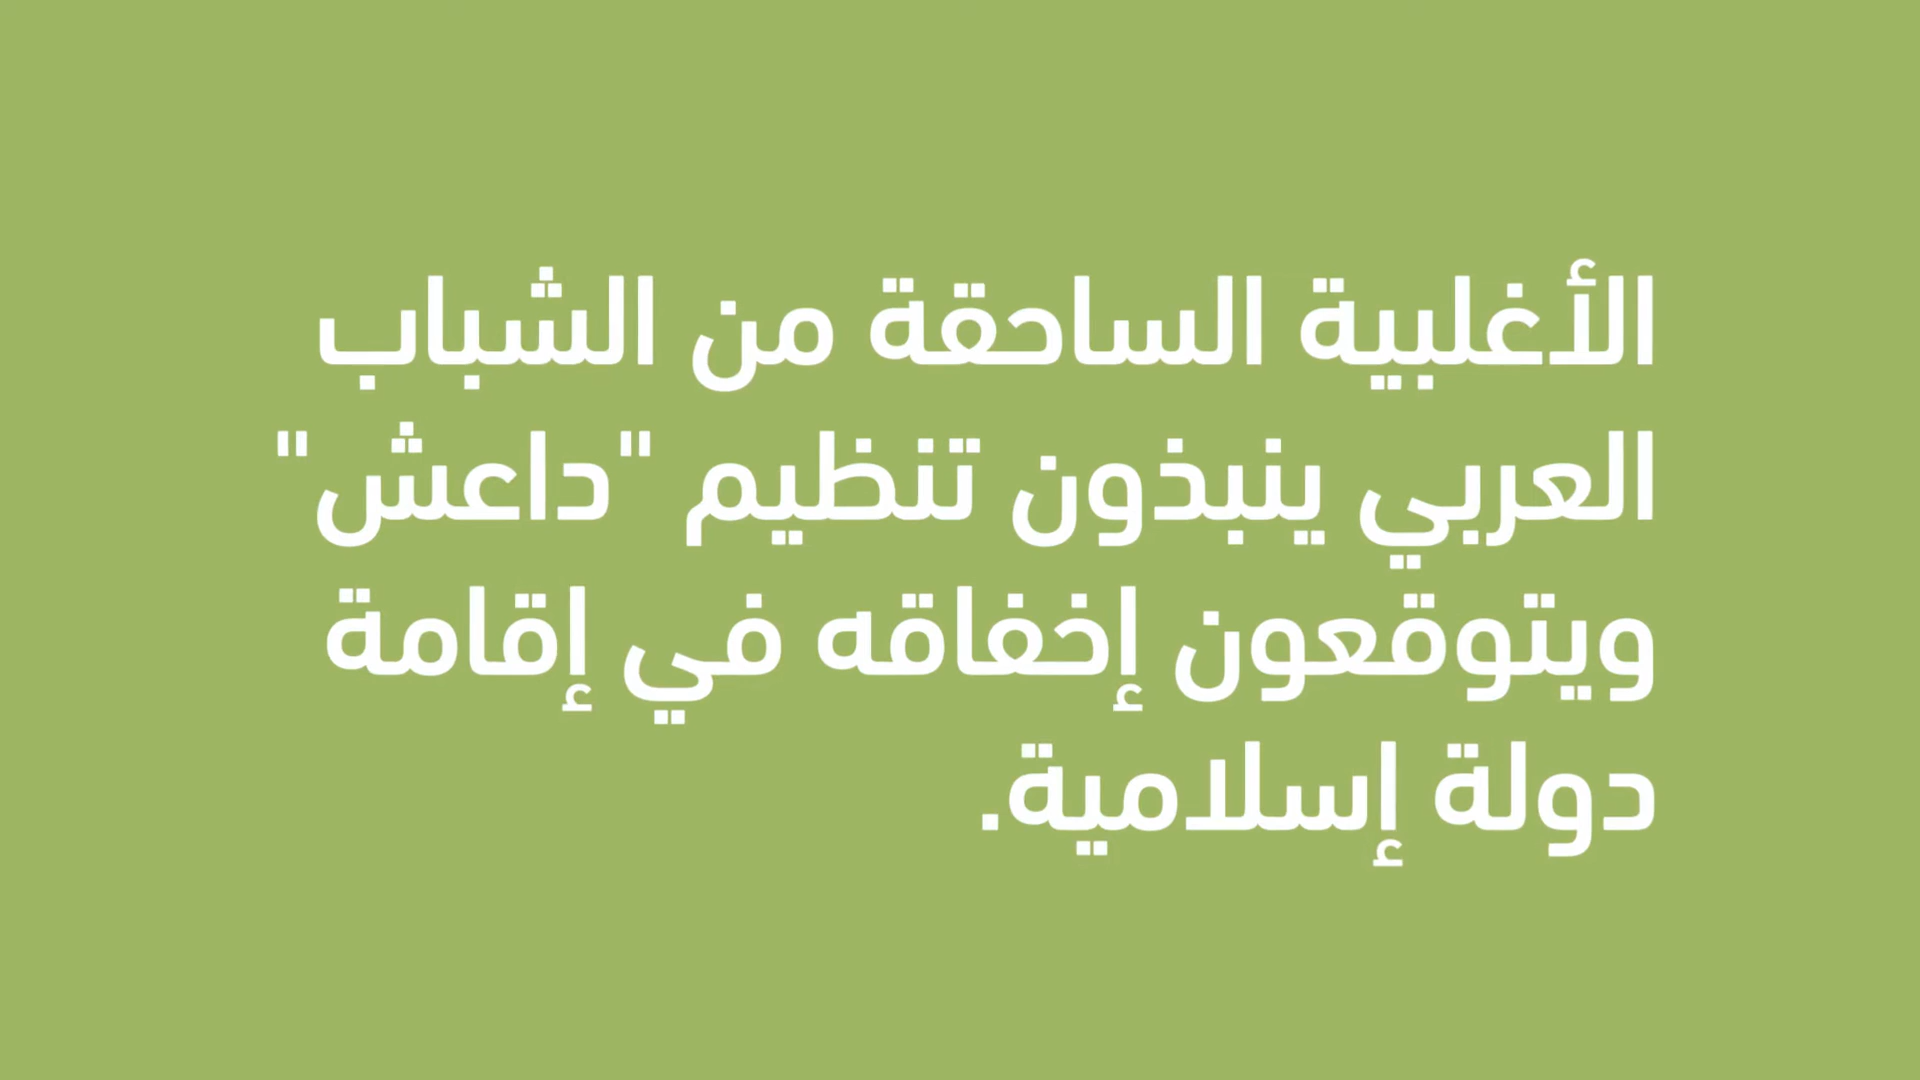 الأغلبية الساحقة من الشباب
العربي ينبذون تنظيم "داعش"
ويتوقعون إخفاقه في إقامة
دولة إسلامية.